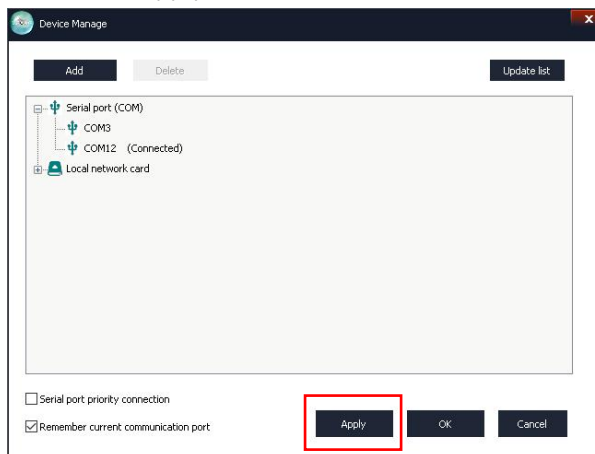 Device Manage
x
Add Delete Update list
Serial port (COM)
COM3
COM12 (Connected)
Local network card
Serial port priority connection
Remember current communication port
Apply OK Cancel